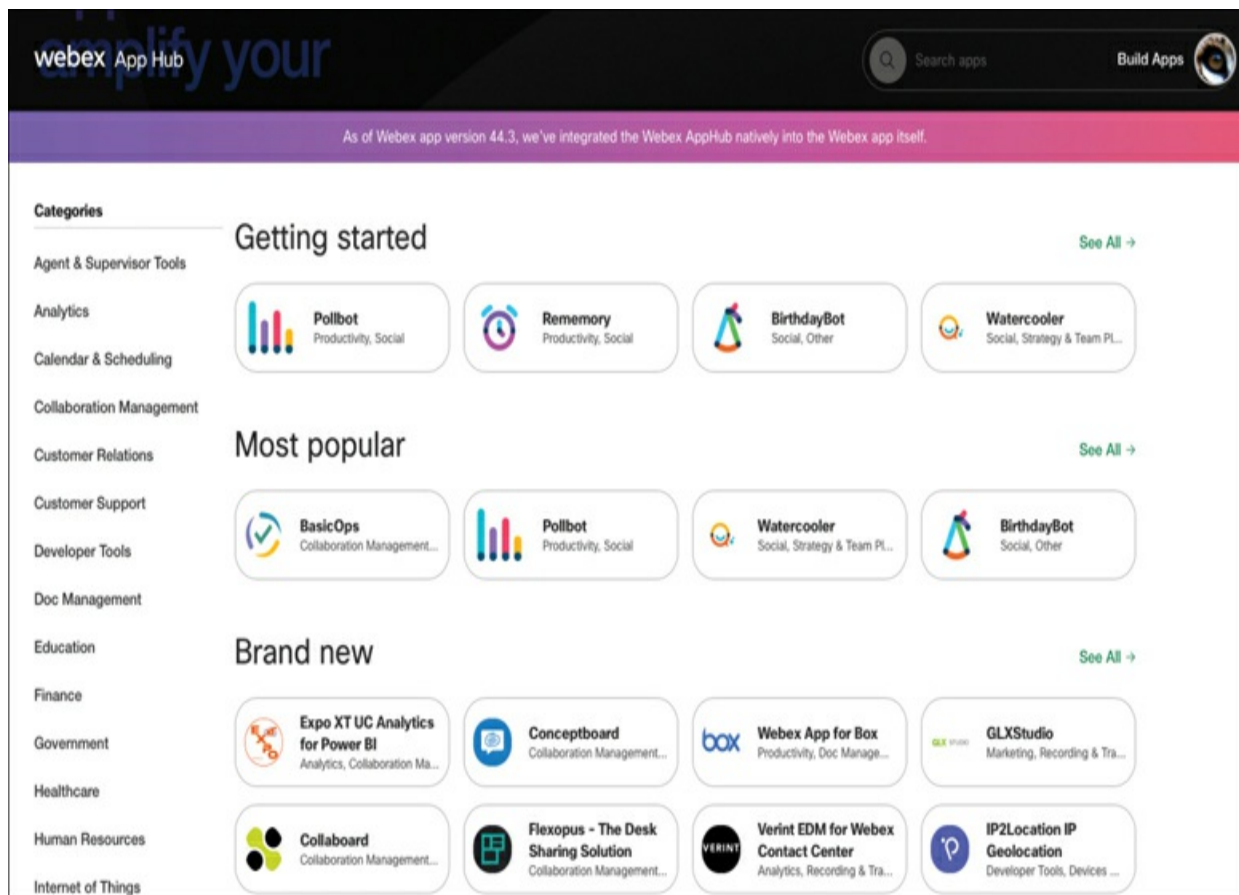 amplify your
webex App Hub
Search apps
Build Apps
As of Webex app version 44.3, we've integrated the Webex AppHub natively into the Webex app itself.
Categories
Agent & Supervisor Tools
Analytics
Calendar & Scheduling
Collaboration Management
Customer Relations
Customer Support
Developer Tools
Doc Management
Education
Finance
Government
Healthcare
Human Resources
Internet of Things
Getting started
See All →
Pollbot
Productivity, Social
Rememory
Productivity, Social
BirthdayBot
Social, Other
Watercooler
Social, Strategy & Team Pl...
Most popular
See All →
BasicOps
Collaboration Management...
Pollbot
Productivity, Social
Watercooler
Social, Strategy & Team Pl...
BirthdayBot
Social, Other
Brand new
See All →
Expo XT UC Analytics
for Power BI
Analytics, Collaboration Ma...
Conceptboard
Collaboration Management...
box
Webex App for Box
Productivity, Doc Manage...
GLX STUDIO
GLXStudio
Marketing, Recording & Tra...
Collaboard
Collaboration Management...
Flexopus - The Desk
Sharing Solution
Collaboration Management...
VERINT
Verint EDM for Webex
Contact Center
Analytics, Recording & Tra...
IP2Location IP
Geolocation
Developer Tools, Devices ...